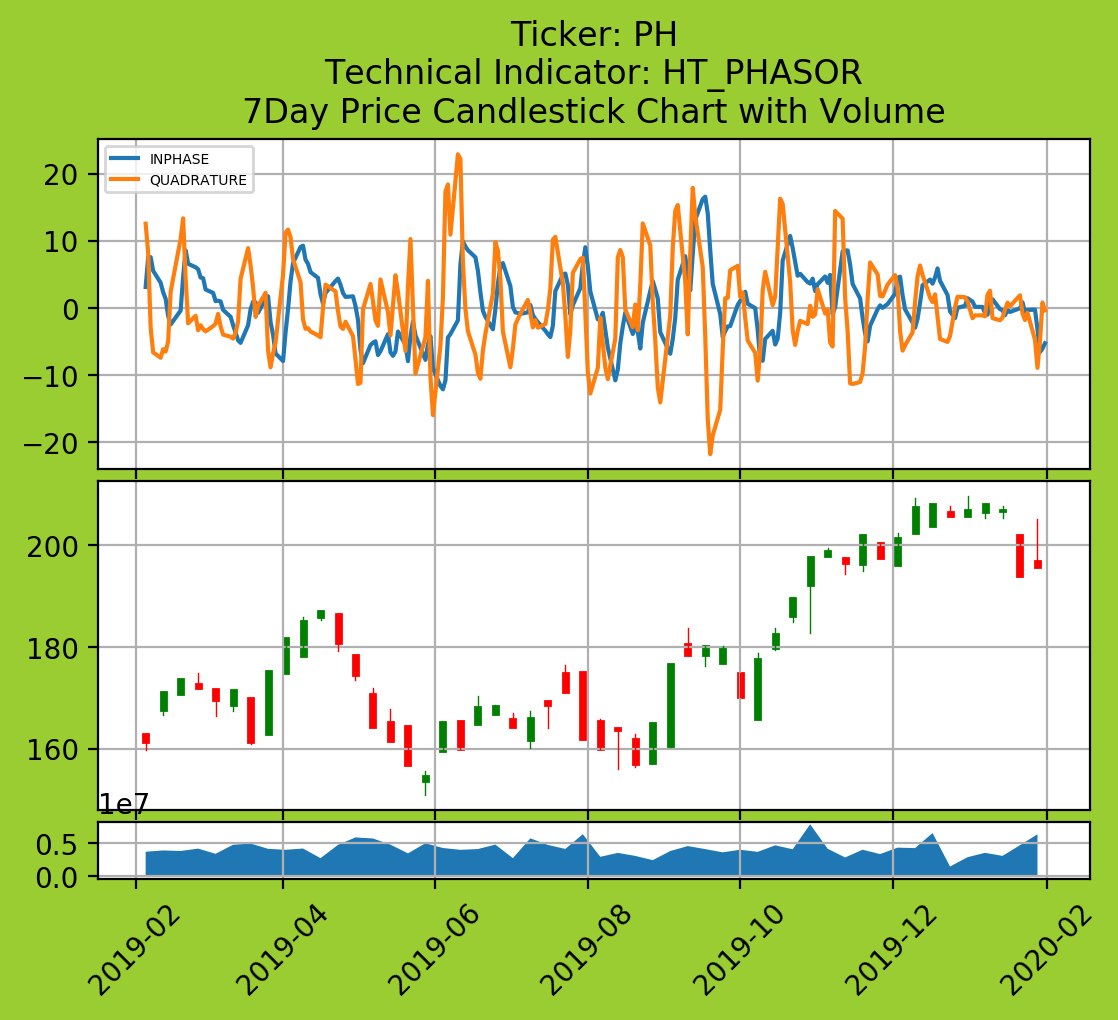 Ticker: PH
Technical Indicator: HT_PHASOR
7Day Price Candlestick Chart with Volume
INPHASE
QUADRATURE
20
10
0
−10
−20
200
180
160
1e7
0.5
0.0
2019-02
2019-04
2019-06
2019-08
2019-10
2019-12
2020-02